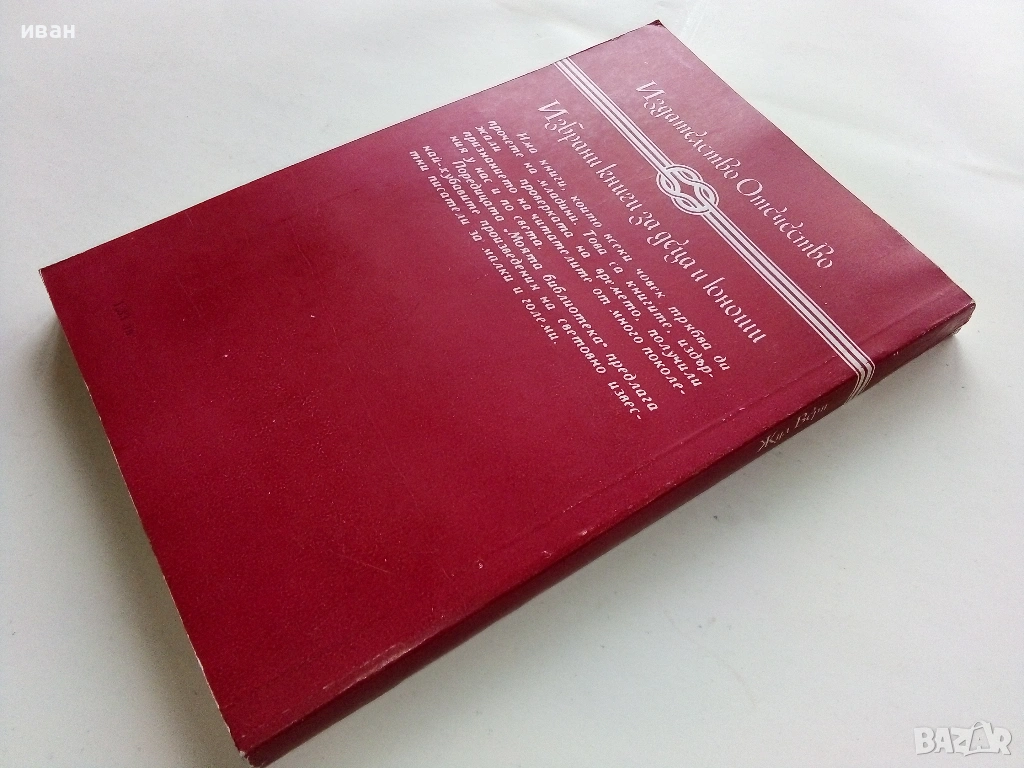 иван
Издателство Отечество
Избрани книги за деца и юноши
Има книги, които всеки човек трябва да
прочете на младини. Това са книгите, издър-
жали проверката на времето, получили
признанието на читателите от много поколе-
ния у нас и по света.
Поредицата „Моята библиотека" предлага
най-хубавите произведения на световно извес-
тни писатели за малки и големи.
Жул Верн
BAZAR